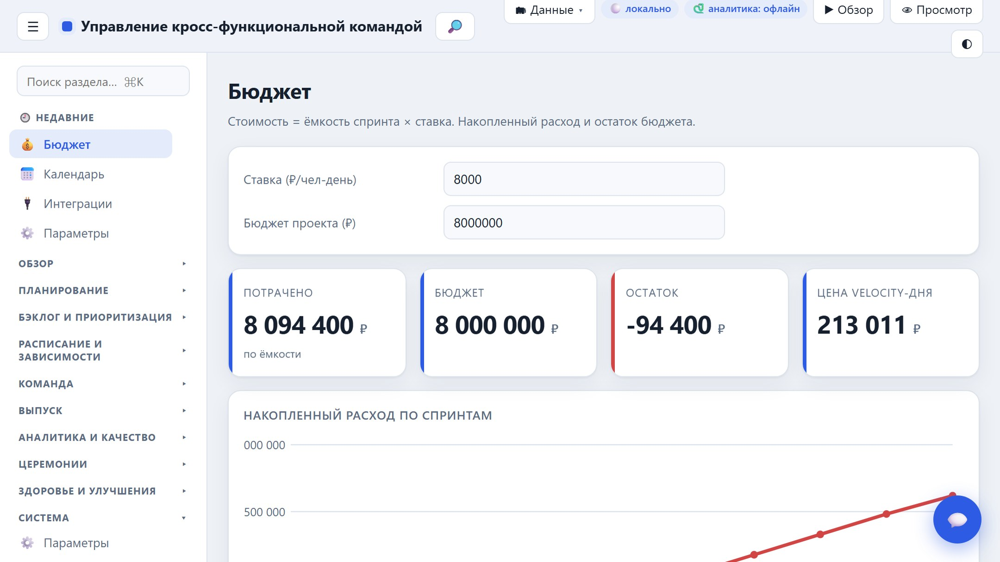 ☰ Управление кросс-функциональной командой
Данные ▾
локально
аналитика: офлайн
▶ Обзор
Просмотр
Поиск раздела... ⌘K
НЕДАВНИЕ
Бюджет
Календарь
Интеграции
Параметры
ОБЗОР ▸
ПЛАНИРОВАНИЕ ▸
БЭКЛОГ И ПРИОРИТИЗАЦИЯ ▸
РАСПИСАНИЕ И
ЗАВИСИМОСТИ ▸
КОМАНДА ▸
ВЫПУСК ▸
АНАЛИТИКА И КАЧЕСТВО ▸
ЦЕРЕМОНИИ ▸
ЗДОРОВЬЕ И УЛУЧШЕНИЯ ▸
СИСТЕМА ▾
Параметры
Бюджет
Стоимость = ёмкость спринта × ставка. Накопленный расход и остаток бюджета.
Ставка (₽/чел-день)
8000
Бюджет проекта (₽)
8000000
ПОТРАЧЕНО
8 094 400 ₽
по ёмкости
БЮДЖЕТ
8 000 000 ₽
ОСТАТОК
-94 400 ₽
ЦЕНА VELOCITY-ДНЯ
213 011 ₽
НАКОПЛЕННЫЙ РАСХОД ПО СПРИНТАМ
000 000
500 000